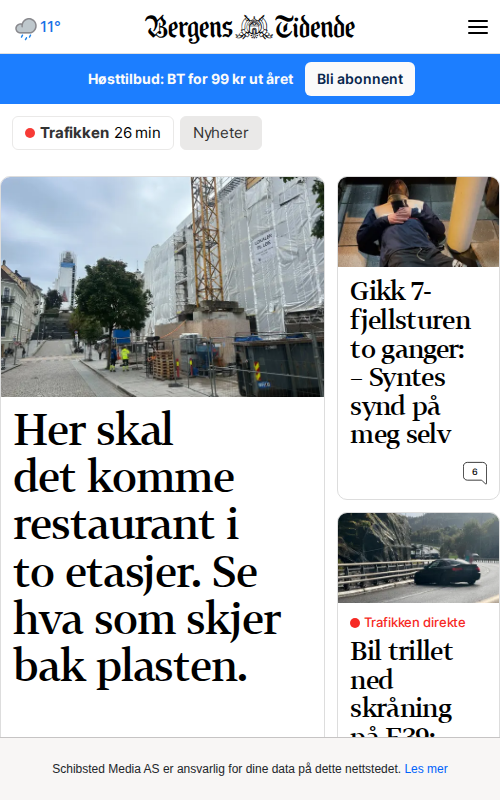 11°
Bergens Tidende
Høsttilbud: BT for 99 kr ut året
Bli abonnent
Trafikken 26 min
Nyheter
Her skal
det komme
restaurant i
to etasjer. Se
hva som skjer
bak plasten.
Gikk 7-
fjellsturen
to ganger:
– Syntes
synd på
meg selv
6
Trafikken direkte
Bil trillet
ned
skråning
på E39:
Schibsted Media AS er ansvarlig for dine data på dette nettstedet. Les mer